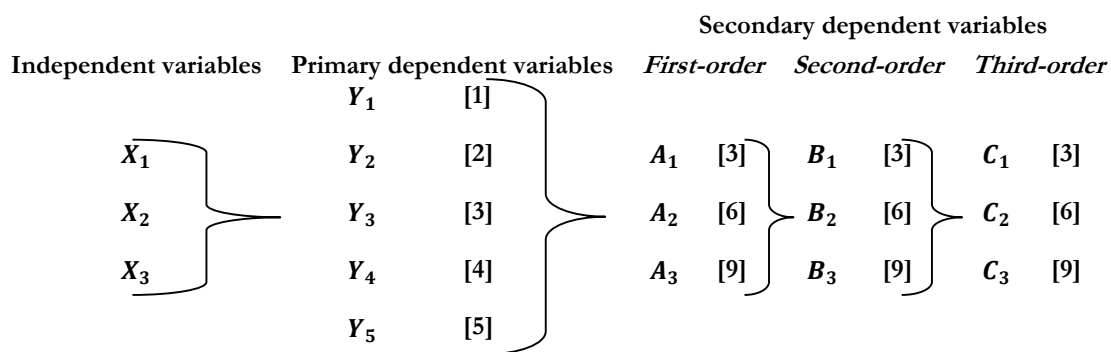 Secondary dependent variables
Independent variables Primary dependent variables First-order Second-order Third-order
Y₁ [1]
X₁ Y₂ [2] A₁ [3] B₁ [3] C₁ [3]
X₂ Y₃ [3] A₂ [6] B₂ [6] C₂ [6]
X₃ Y₄ [4] A₃ [9] B₃ [9] C₃ [9]
Y₅ [5]